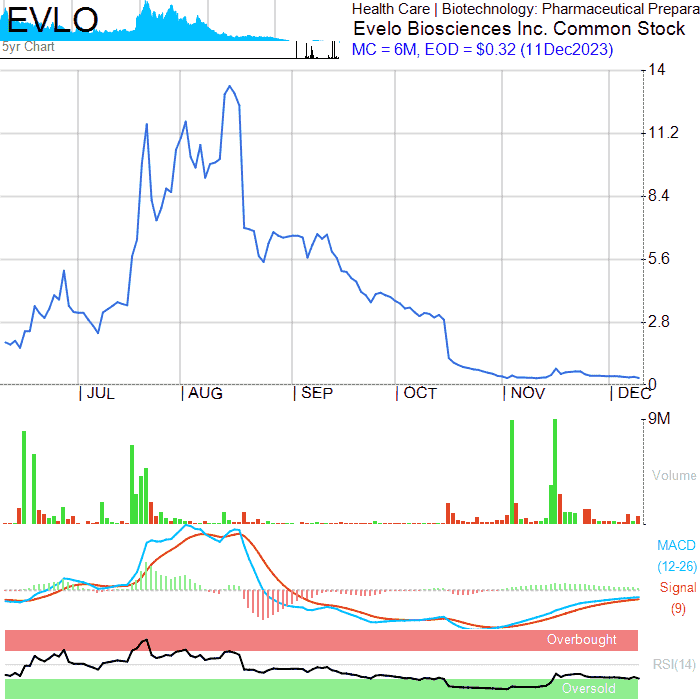 EVLO
Health Care | Biotechnology: Pharmaceutical Prepara
Evelo Biosciences Inc. Common Stock
5yr Chart
MC = 6M, EOD = $0.32 (11Dec2023)
14
11.2
8.4
5.6
2.8
0
JUL AUG SEP OCT NOV DEC
9M
Volume
MACD
(12-26)
Signal
(9)
Overbought
RSI(14)
Oversold